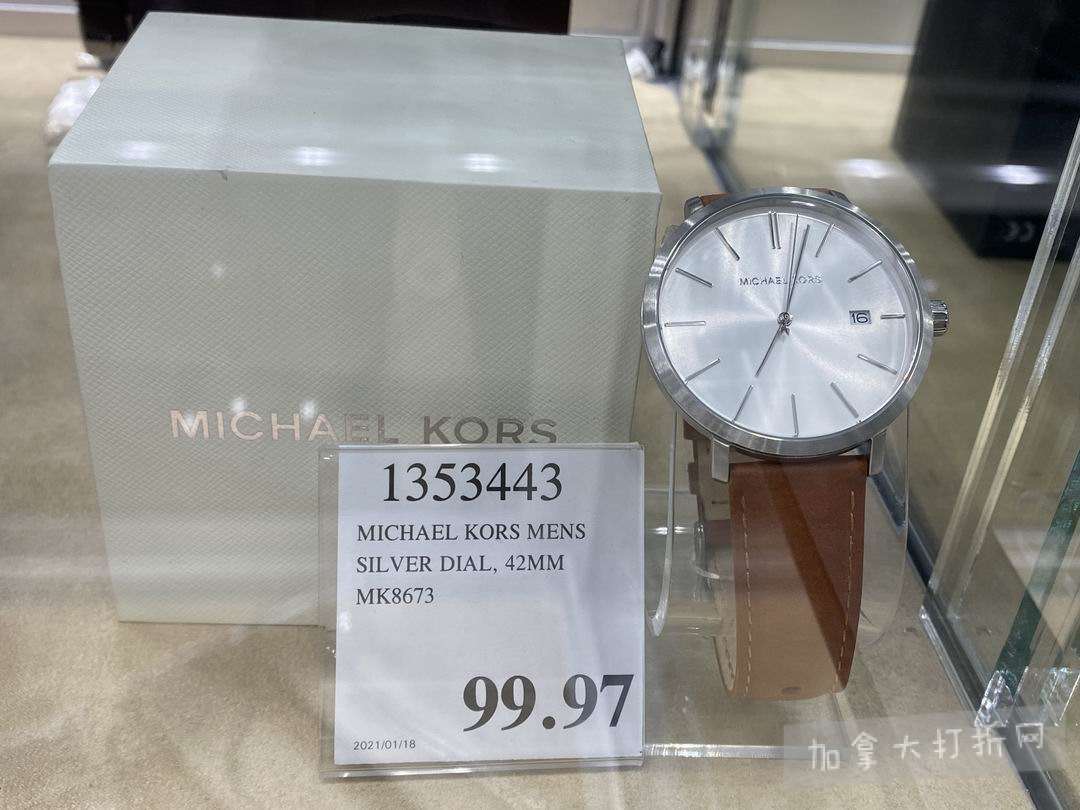 MICHAEL KORS
MICHAEL KORS
16
1353443
MICHAEL KORS MENS
SILVER DIAL, 42MM
MK8673
99.97
2021/01/18
加拿大打折网